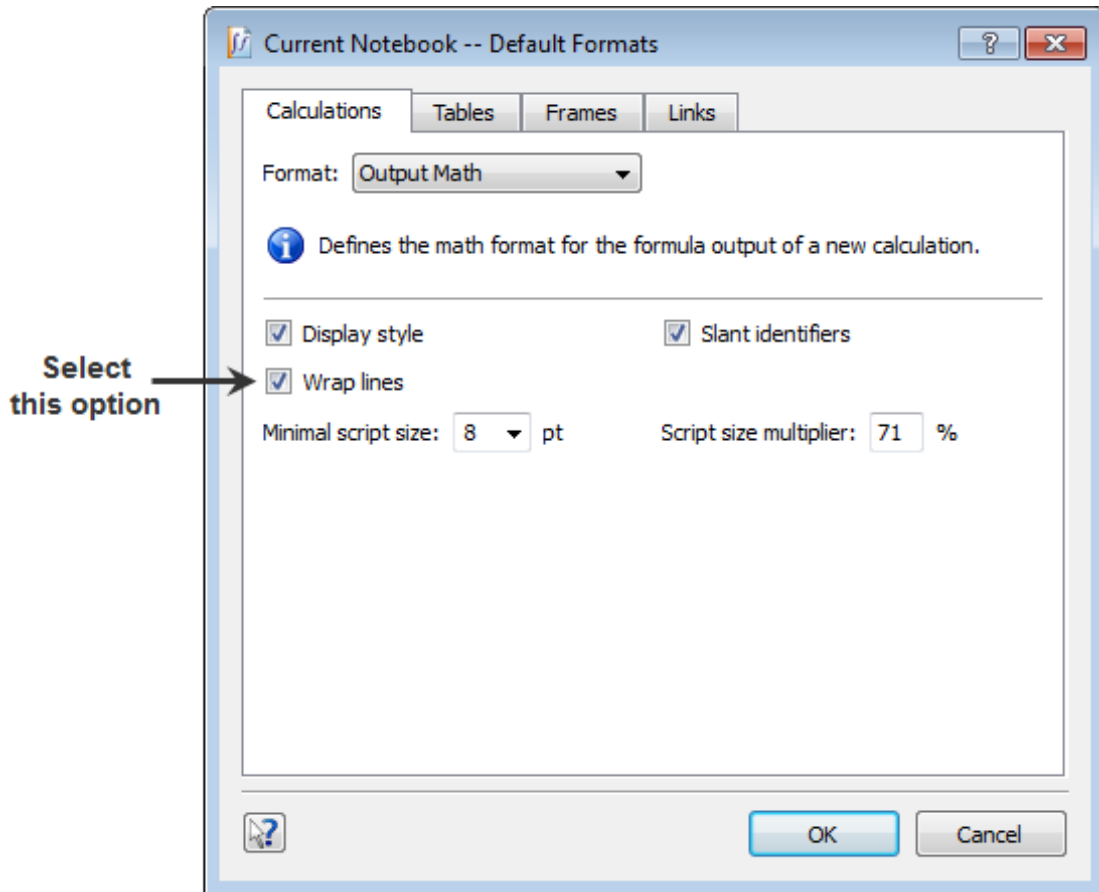 Current Notebook -- Default Formats
Calculations Tables Frames Links
Format: Output Math
Defines the math format for the formula output of a new calculation.
Display style Slant identifiers
Select
this option
Wrap lines
Minimal script size: 8 pt Script size multiplier: 71 %
OK Cancel